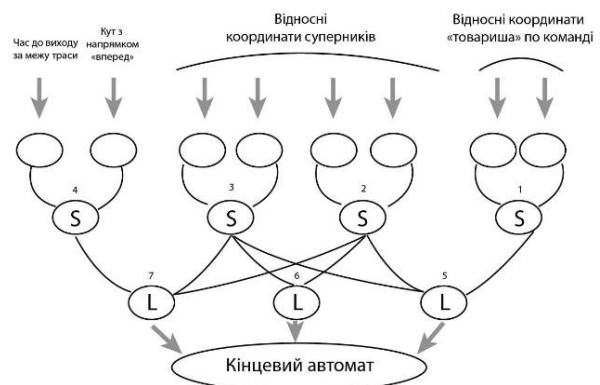 Час до виходу
за межу траси
Кут з
напрямком
«вперед»
Відносні
координати суперників
Відносні координати
«товариша» по команді
4
3
2
1
S
S
S
S
7
6
5
L
L
L
Кінцевий автомат